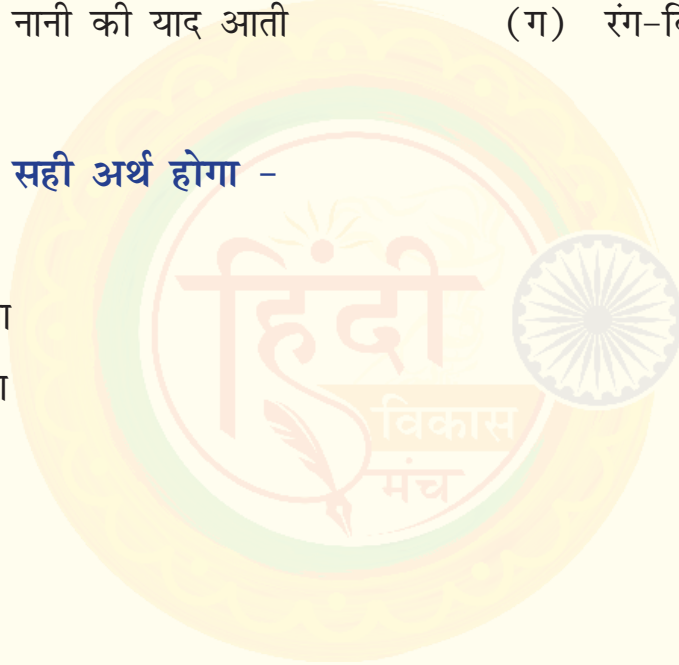 नानी की याद आती (ग) रंग-
सही अर्थ होगा -
हिंदी
विकास
मंच